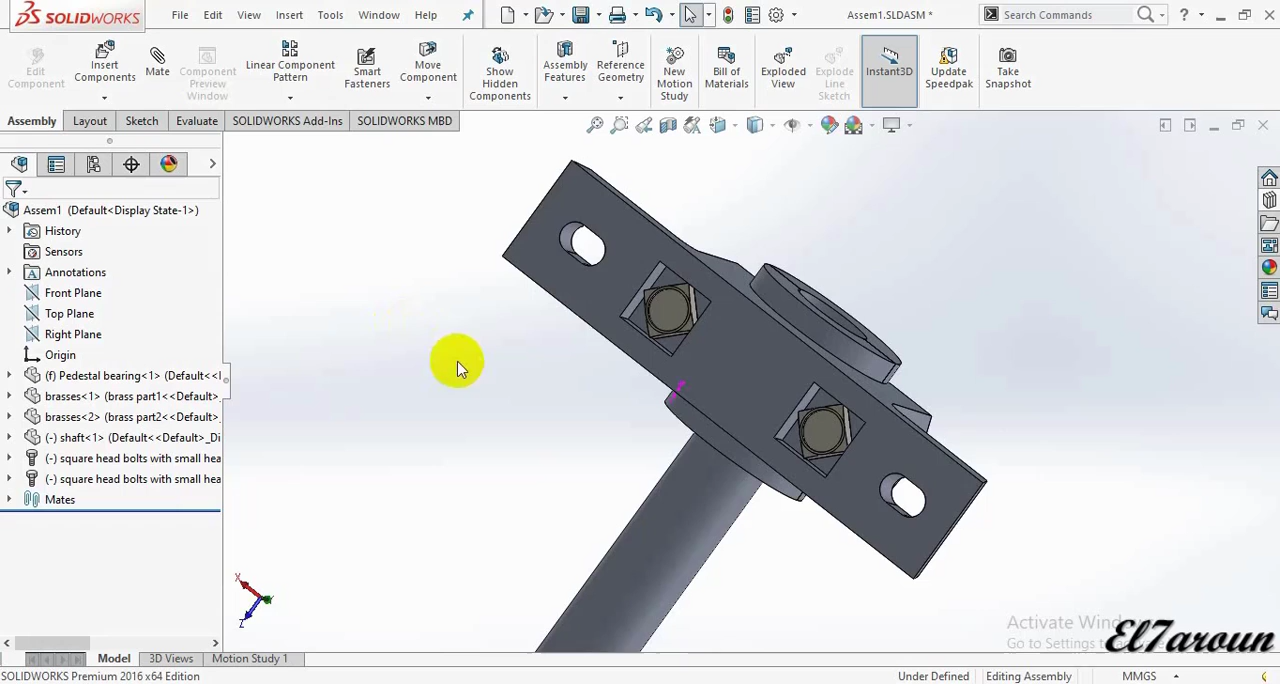 SOLIDWORKS
File Edit View Insert Tools Window Help
Assem1.SLDASM *
Search Commands
Edit Component
Insert Components
Mate
Component Preview Window
Linear Component Pattern
Smart Fasteners
Move Component
Show Hidden Components
Assembly Features
Reference Geometry
New Motion Study
Bill of Materials
Exploded View
Explode Line Sketch
Instant3D
Update Speedpak
Take Snapshot
Assembly Layout Sketch Evaluate SOLIDWORKS Add-Ins SOLIDWORKS MBD
Assem1 (Default<Display State-1>)
History
Sensors
Annotations
Front Plane
Top Plane
Right Plane
Origin
(f) Pedestal bearing<1> (Default<<
brasses<1> (brass part1<<Default>
brasses<2> (brass part2<<Default>
(-) shaft<1> (Default<<Default>_Di
(-) square head bolts with small hea
(-) square head bolts with small hea
Mates
X
Z
Activate Wind
Go to Settings to
El7aroun
Model 3D Views Motion Study 1
SOLIDWORKS Premium 2016 x64 Edition
Under Defined Editing Assembly MMGS